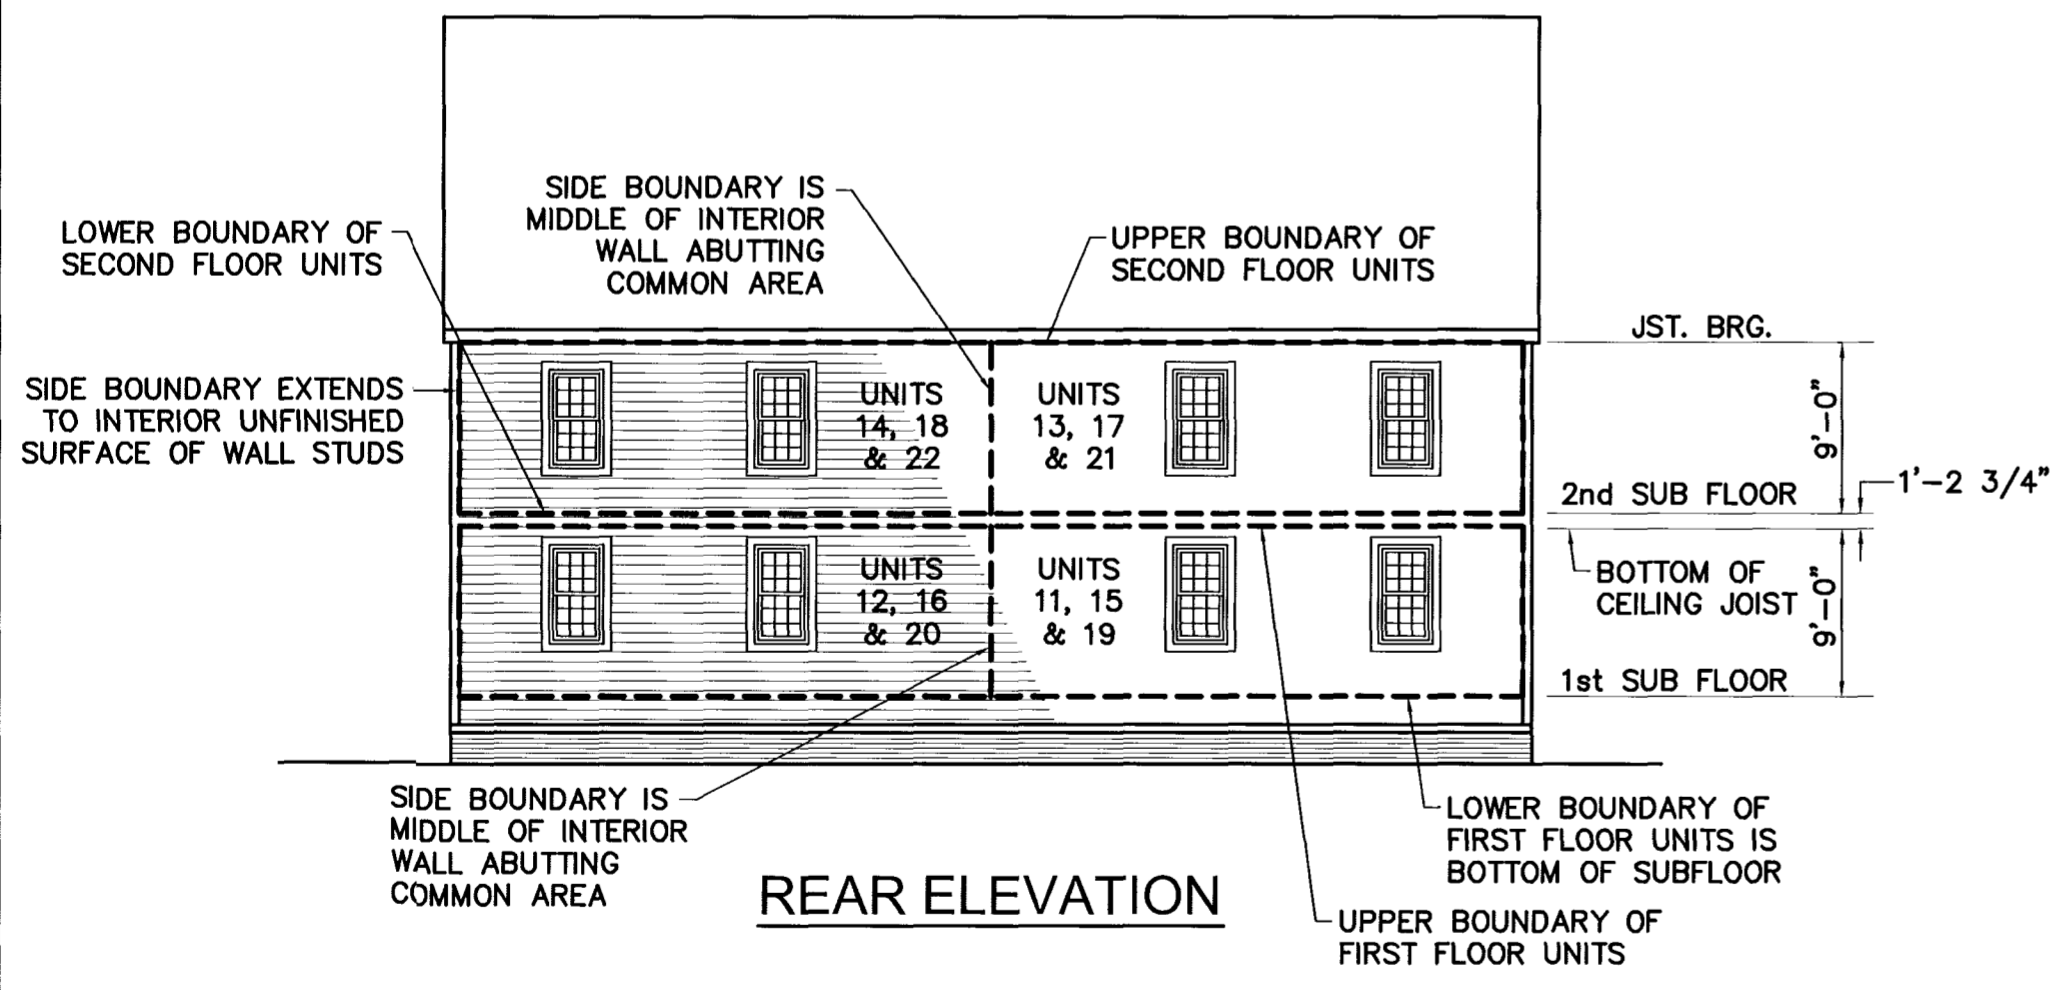 SIDE BOUNDARY IS
MIDDLE OF INTERIOR
WALL ABUTTING
COMMON AREA
LOWER BOUNDARY OF
SECOND FLOOR UNITS
UPPER BOUNDARY OF
SECOND FLOOR UNITS
JST. BRG.
SIDE BOUNDARY EXTENDS
TO INTERIOR UNFINISHED
SURFACE OF WALL STUDS
UNITS
14, 18
& 22
UNITS
13, 17
& 21
9'-0"
2nd SUB FLOOR
1'-2 3/4"
UNITS
12, 16
& 20
UNITS
11, 15
& 19
BOTTOM OF
CEILING JOIST
9'-0"
1st SUB FLOOR
SIDE BOUNDARY IS
MIDDLE OF INTERIOR
WALL ABUTTING
COMMON AREA
LOWER BOUNDARY OF
FIRST FLOOR UNITS IS
BOTTOM OF SUBFLOOR
REAR ELEVATION
UPPER BOUNDARY OF
FIRST FLOOR UNITS